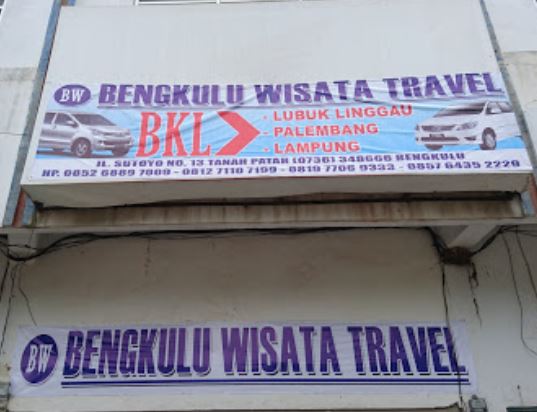 BW BENGKULU WISATA TRAVEL
BKL
- LUBUK LINGGAU
- PALEMBANG
- LAMPUNG
JL. SUTOYO NO. 13 TANAH PATAH (0736) 348666 BENGKULU
HP. 0852 6869 7009 - 0812 7110 7199 - 0819 7706 9333 - 0857 6435 2229
BW BENGKULU WISATA TRAVEL